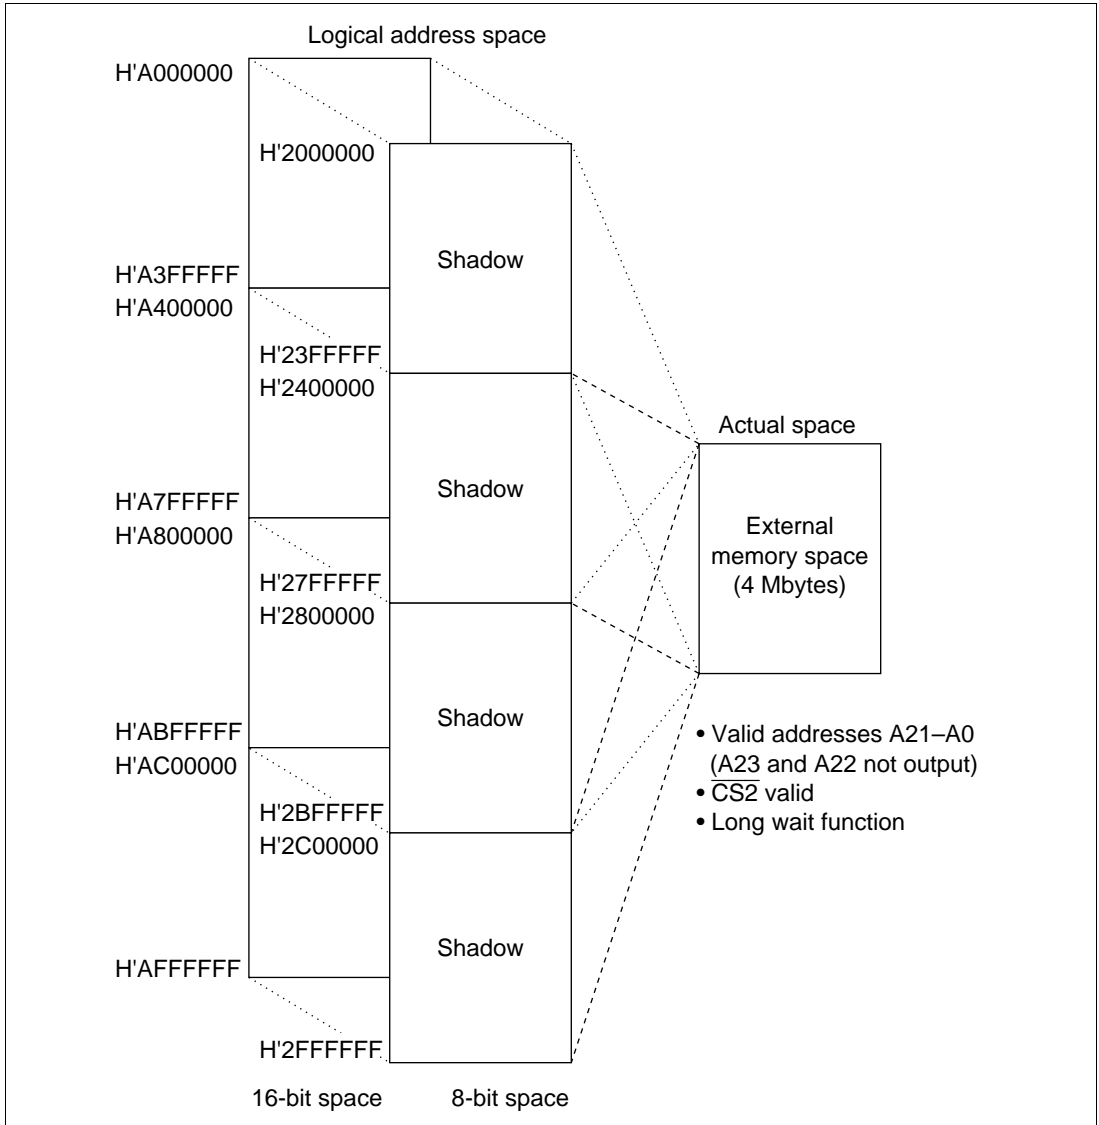 Logical address space
H'A000000
H'2000000
Shadow
H'A3FFFFF
H'A400000
H'23FFFFF
H'2400000
Actual space
Shadow
H'A7FFFFF
H'A800000
External
memory space
(4 Mbytes)
H'27FFFFF
H'2800000
Shadow
H'ABFFFFF
H'AC00000
• Valid addresses A21–A0
(A23 and A22 not output)
• CS2 valid
• Long wait function
H'2BFFFFF
H'2C00000
Shadow
H'AFFFFFF
H'2FFFFFF
16-bit space
8-bit space